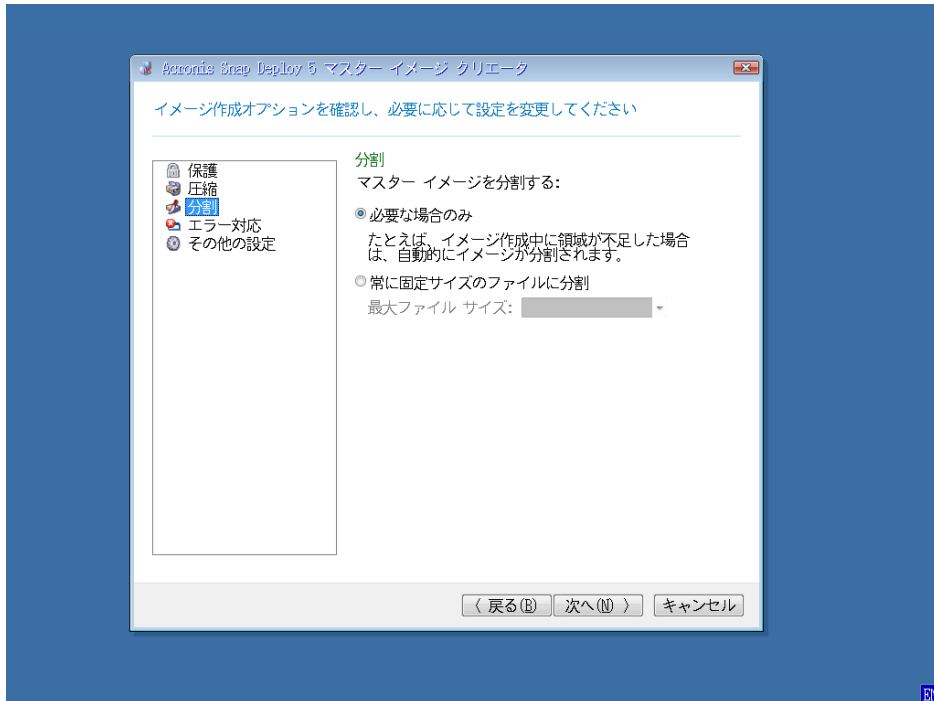 Acronis Snap Deploy 5 マスター イメージ クリエータ
イメージ作成オプションを確認し、必要に応じて設定を変更してください
保護
圧縮
分割
エラー対応
その他の設定
分割
マスター イメージを分割する:
必要な場合のみ
たとえば、イメージ作成中に領域が不足した場合
は、自動的にイメージが分割されます。
常に固定サイズのファイルに分割
最大ファイル サイズ:
〈 戻る(B)
次へ(N) 〉
キャンセル
EN